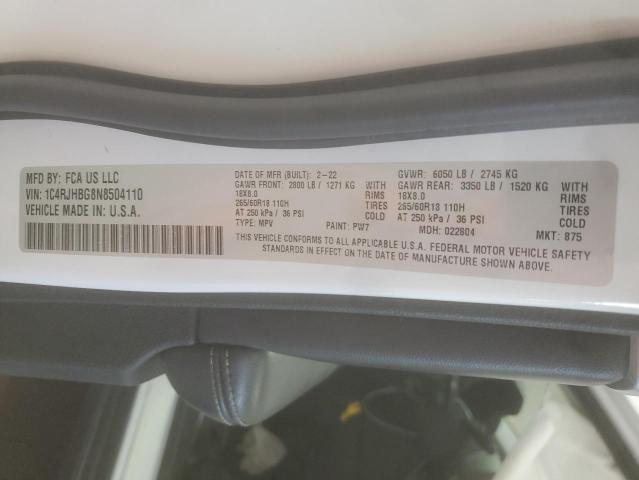 MFD BY: FCA US LLC
VIN: 1C4RJHBG8N8504110
VEHICLE MADE IN U.S.A.
DATE OF MFR (BUILT): 2-22
GAWR FRONT: 2800 LB / 1271 KG WITH
18X8.0 RIMS
265/60R18 110H TIRES
AT 250 kPa / 36 PSI COLD
TYPE: MPV PAINT: PW7
GVWR: 6050 LB / 2745 KG
GAWR REAR: 3350 LB / 1520 KG WITH
18X8.0 RIMS
265/60R18 110H TIRES
AT 250 kPa / 36 PSI COLD
MDH: 022804 MKT: 875
THIS VEHICLE CONFORMS TO ALL APPLICABLE U.S.A. FEDERAL MOTOR VEHICLE SAFETY
STANDARDS IN EFFECT ON THE DATE OF MANUFACTURE SHOWN ABOVE.